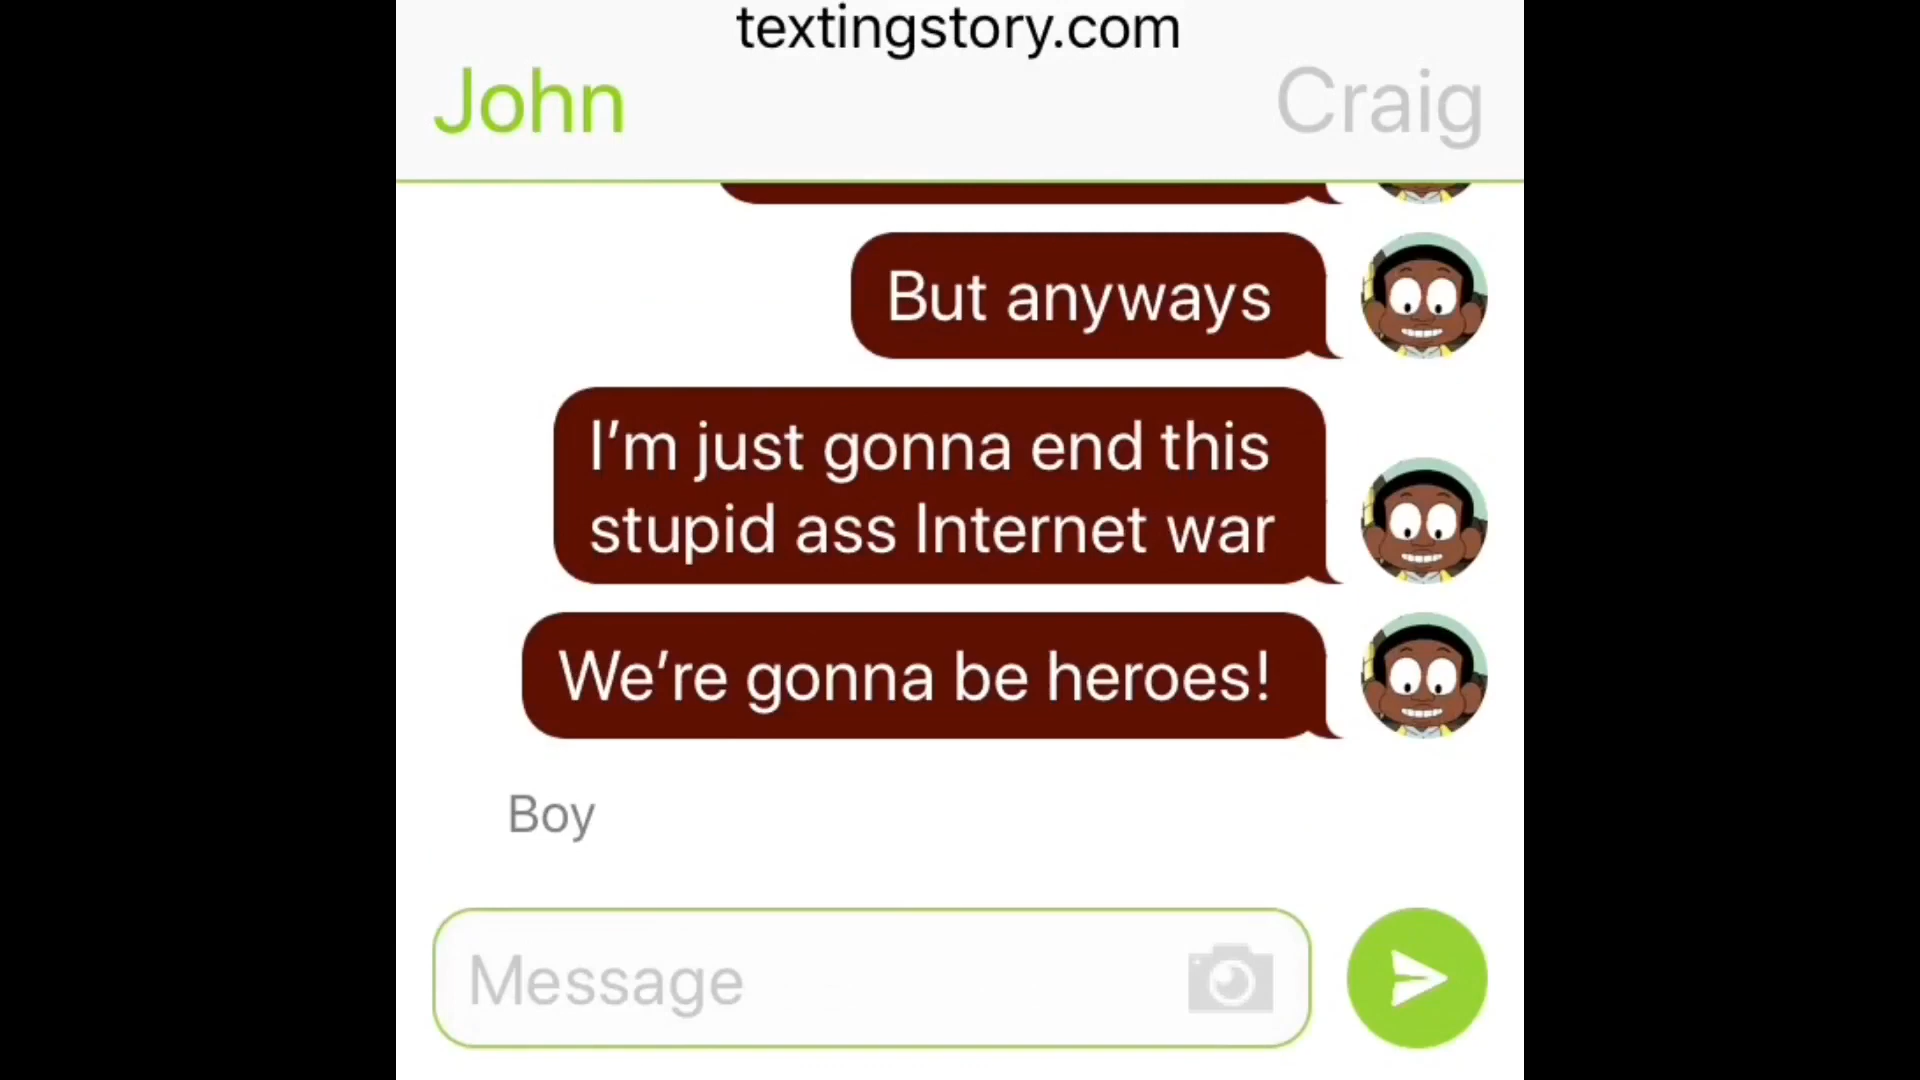 textingstory.com
John
Craig
But anyways
I’m just gonna end this
stupid ass Internet war
We’re gonna be heroes!
Boy
Message